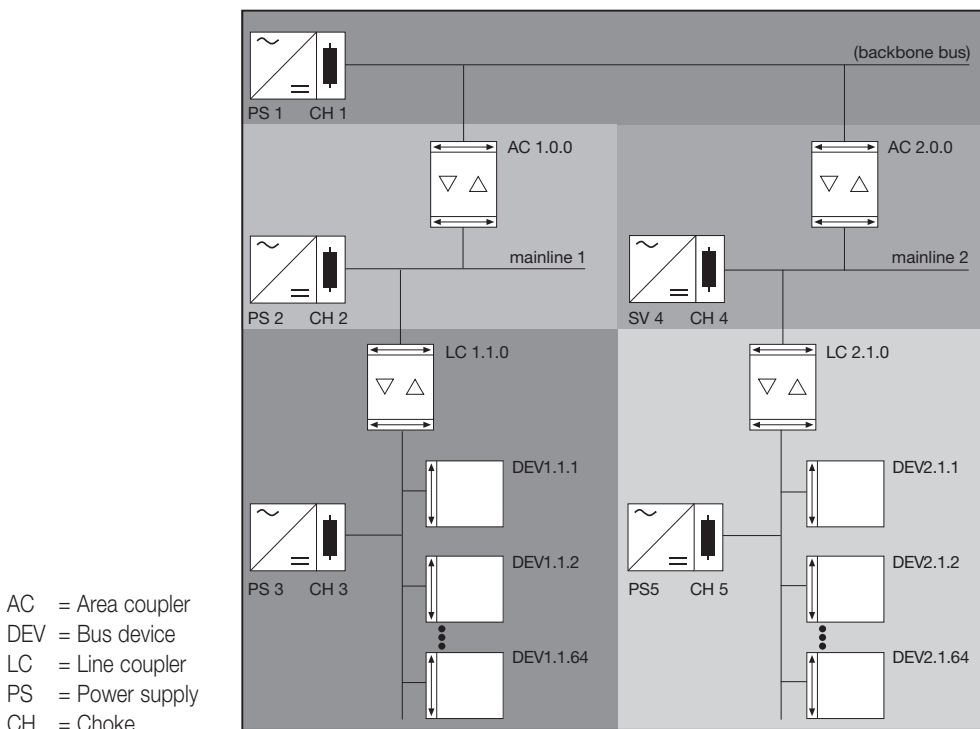 (backbone bus)
PS 1 CH 1
AC 1.0.0
AC 2.0.0
mainline 1
mainline 2
PS 2 CH 2
SV 4 CH 4
LC 1.1.0
LC 2.1.0
DEV1.1.1
DEV2.1.1
PS 3 CH 3
DEV1.1.2
PS5 CH 5
DEV2.1.2
DEV1.1.64
DEV2.1.64
AC = Area coupler
DEV = Bus device
LC = Line coupler
PS = Power supply
CH = Choke